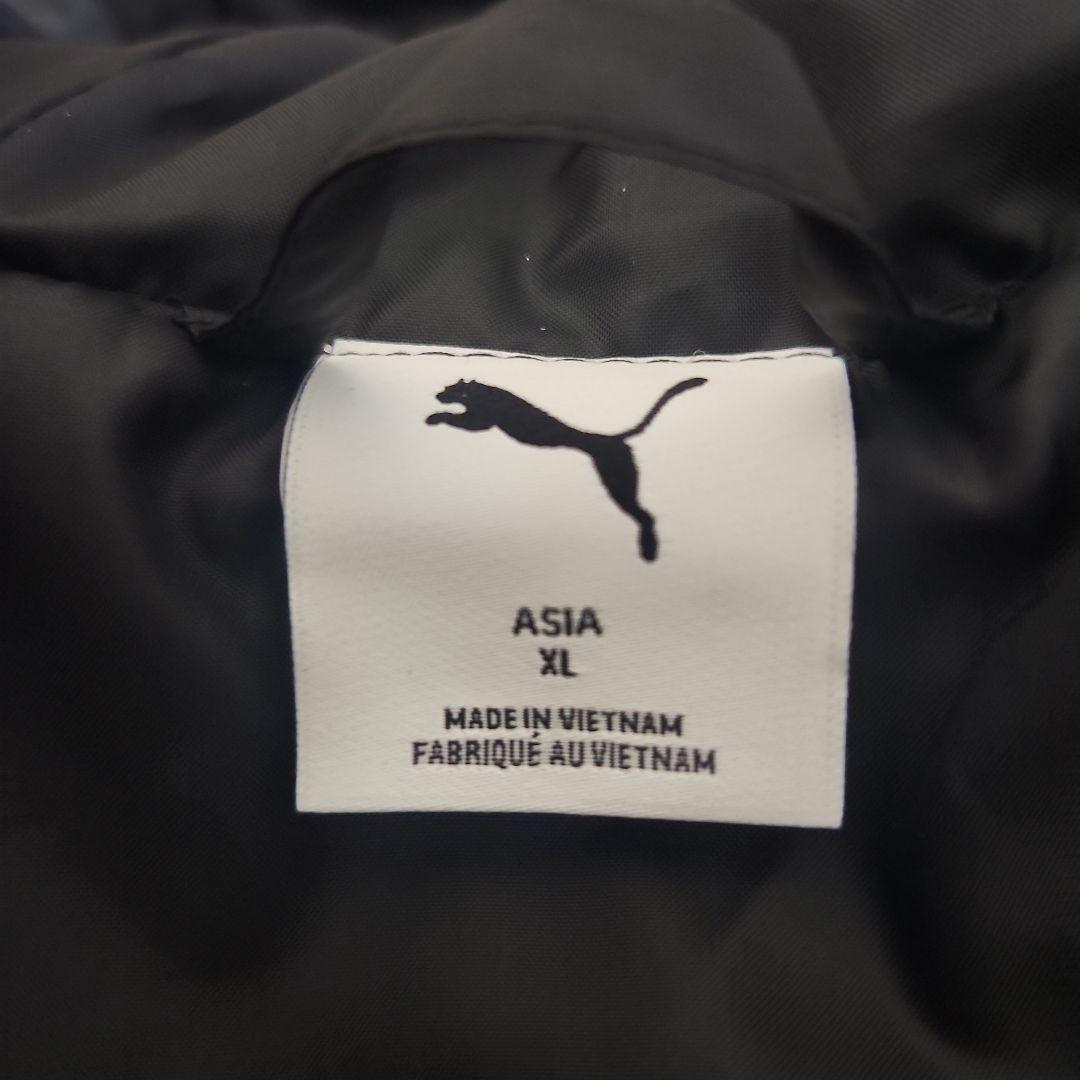 ASIA
XL
MADE IN VIETNAM
FABRIQUÉ AU VIETNAM